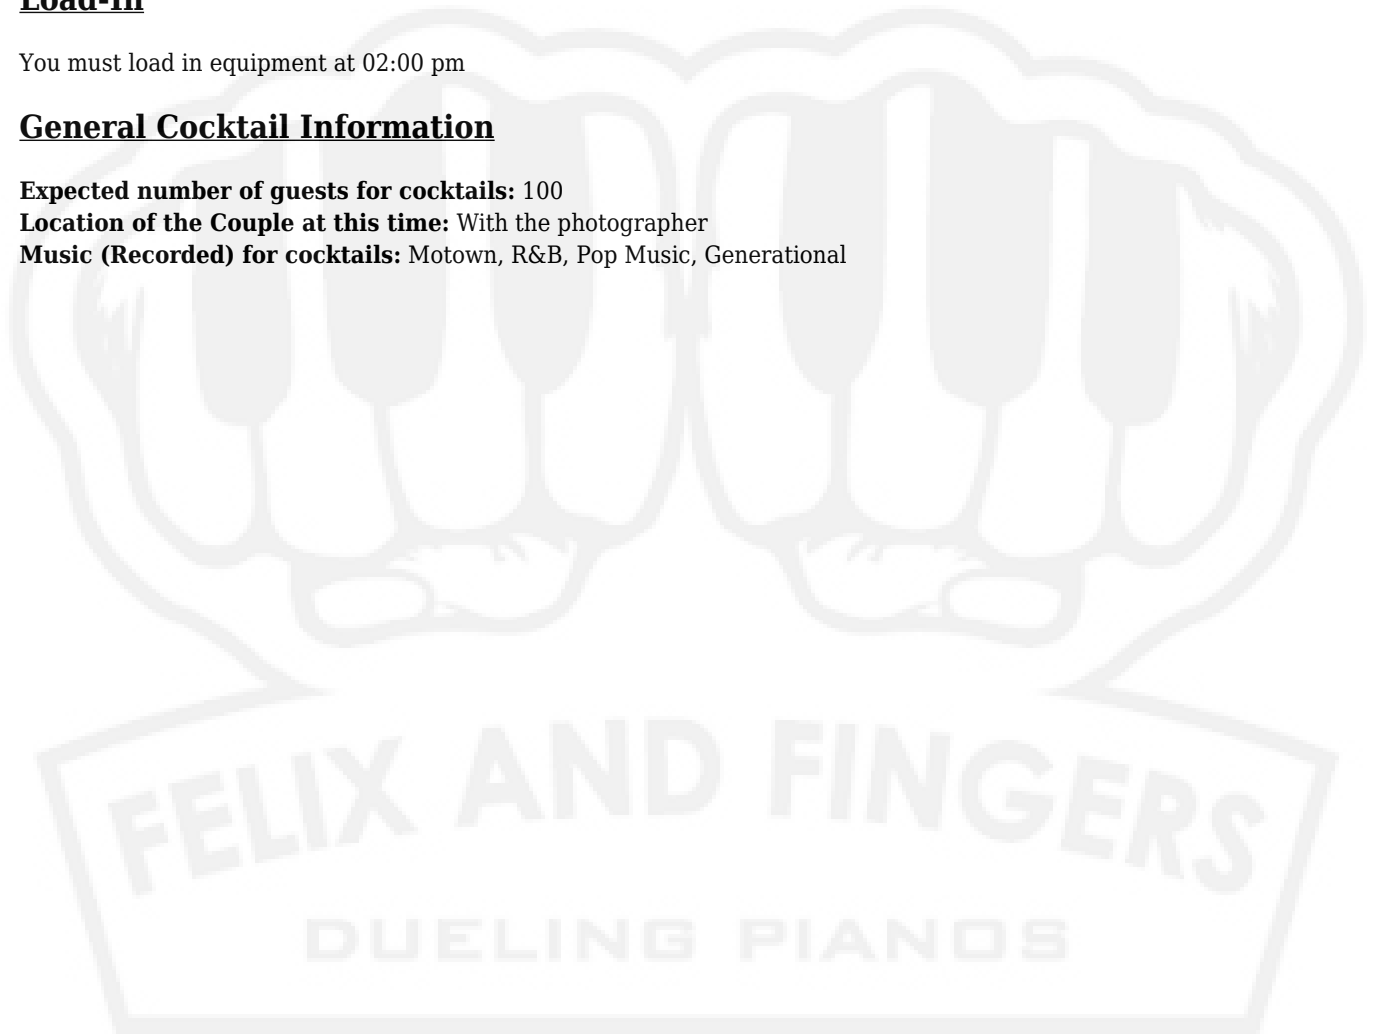 Load-In
You must load in equipment at 02:00 pm
General Cocktail Information
Expected number of guests for cocktails: 100
Location of the Couple at this time: With the photographer
Music (Recorded) for cocktails: Motown, R&B, Pop Music, Generational
FELIX AND FINGERS
DUELING PIANOS